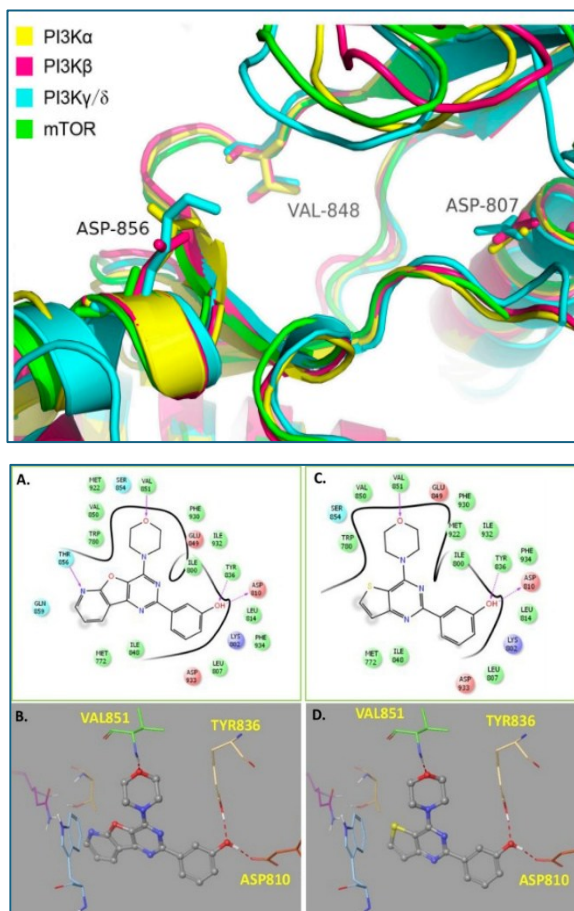 PI3Kα
PI3Kβ
PI3Kγ/δ
mTOR
ASP-856
VAL-848
ASP-807
A.
MET 922
SER 854
VAL 851
VAL 850
PHE 930
TRP 780
GLU 849
ILE 932
THR 856
ILE 800
TYR 836
ASP 810
GLN 859
LEU 814
LYS 802
PHE 934
MET 772
ILE 848
LEU 807
ASP 933
O
N
O
N
N
N
OH
C.
VAL 850
VAL 851
GLU 849
PHE 930
SER 854
MET 922
ILE 932
TRP 780
ILE 800
TYR 836
PHE 934
ASP 810
LEU 814
LYS 802
MET 772
ILE 848
LEU 807
ASP 933
O
N
S
N
N
OH
B.
VAL851
TYR836
ASP810
D.
VAL851
TYR836
ASP810